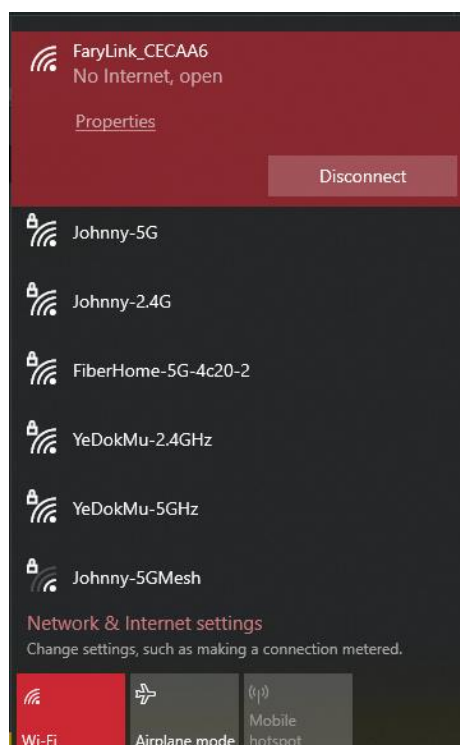 FaryLink_CECAA6
No Internet, open
Properties
Disconnect
Johnny-5G
Johnny-2.4G
FiberHome-5G-4c20-2
YeDokMu-2.4GHz
YeDokMu-5GHz
Johnny-5GMesh
Network & Internet settings
Change settings, such as making a connection metered.
Wi-Fi
Airplane mode
Mobile
hotspot